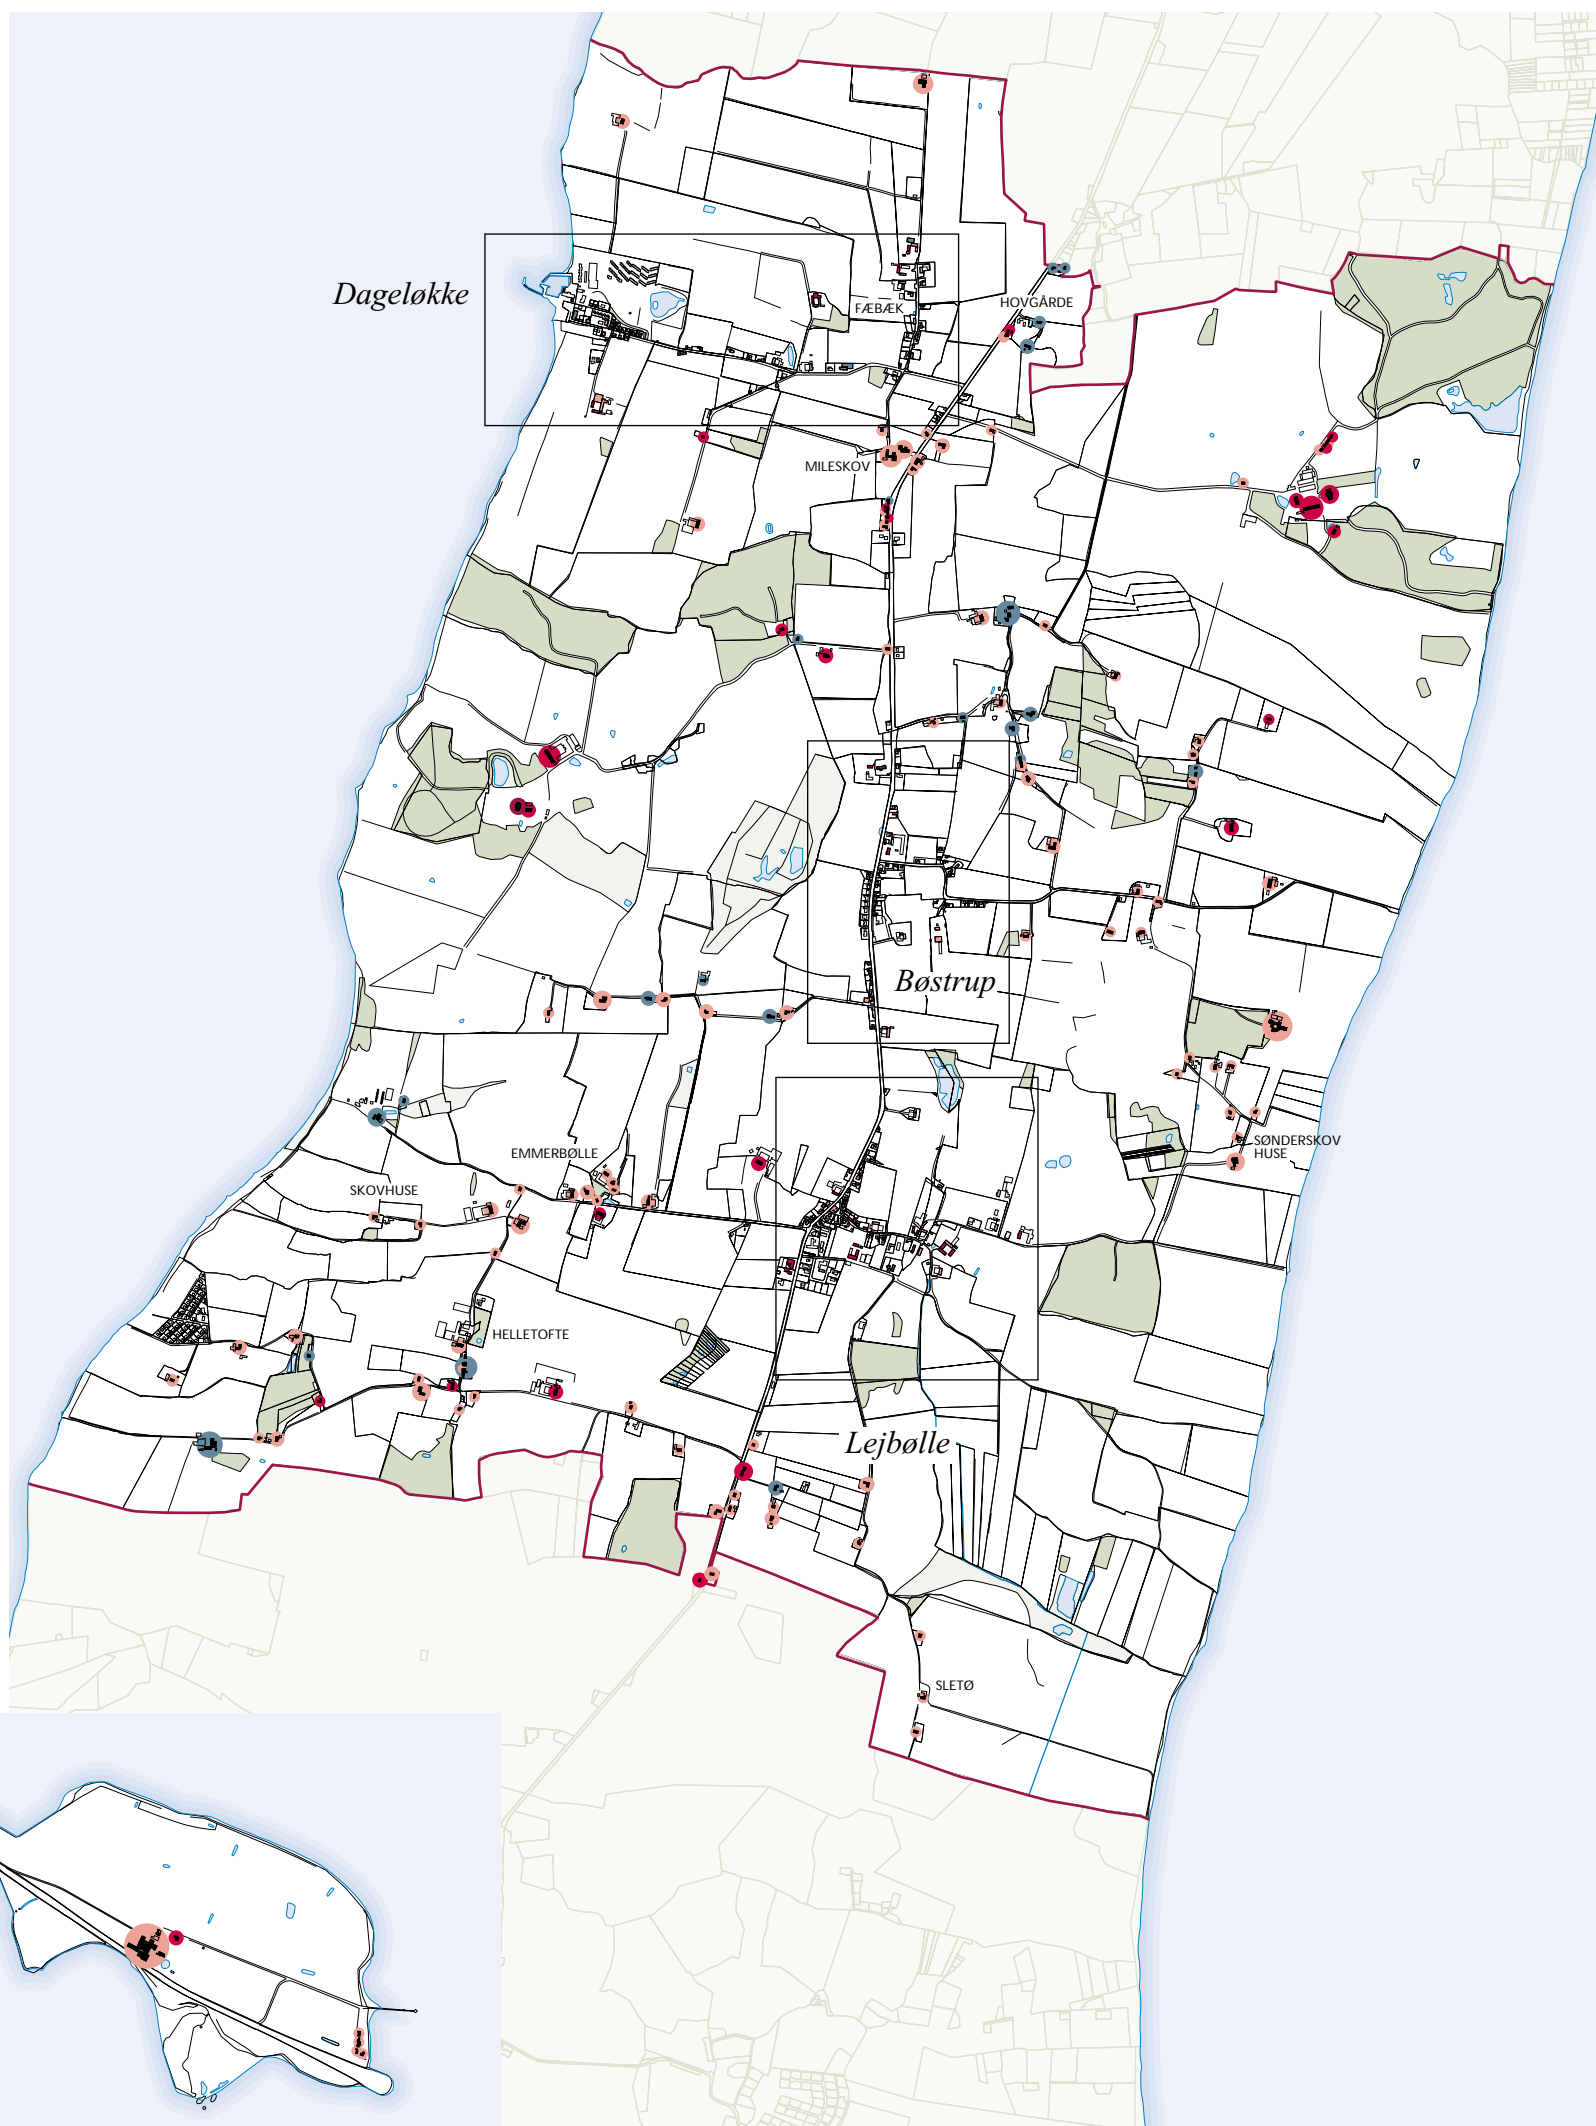 Dageløkke
FÆBÆK
HOVGÅRDE
MILESKOV
Bøstrup
SØNDERSKOV
HUSE
EMMERBØLLE
SKOVHUSE
HELLETOFTE
Lejbølle
SLETØ